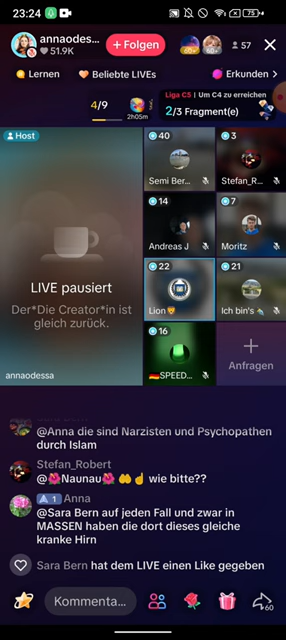 23:24
75
annaodes...
51.9K
+ Folgen
60+
60+
57
Lernen
Beliebte LIVEs
Erkunden >
4/9
2h05m
Liga C5 | Um C4 zu erreichen
2/3 Fragment(e)
Host
LIVE pausiert
Der*Die Creator*in ist
gleich zurück.
annaodessa
40
Semi Ber...
3
Stefan_R...
14
Andreas J
7
Moritz
22
Lion🦁
21
Ich bin's
16
🇩🇪SPEED...
Anfragen
@Anna die sind Narzisten und Psychopathen
durch Islam
Stefan_Robert
@🌺Naunau🌺 🤲☝️ wie bitte??
1 Anna
@Sara Bern auf jeden Fall und zwar in
MASSEN haben die dort dieses gleiche
kranke Hirn
Sara Bern hat dem LIVE einen Like gegeben
Kommenta...
60